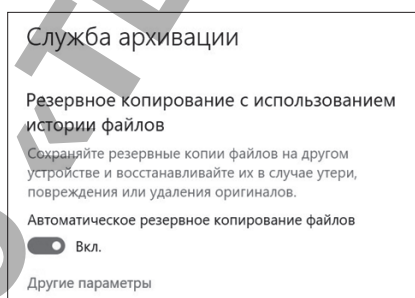 Служба архивации
Резервное копирование с использованием
истории файлов
Сохраняйте резервные копии файлов на другом
устройстве и восстанавливайте их в случае утери,
повреждения или удаления оригиналов.
Автоматическое резервное копирование файлов
Вкл.
Другие параметры